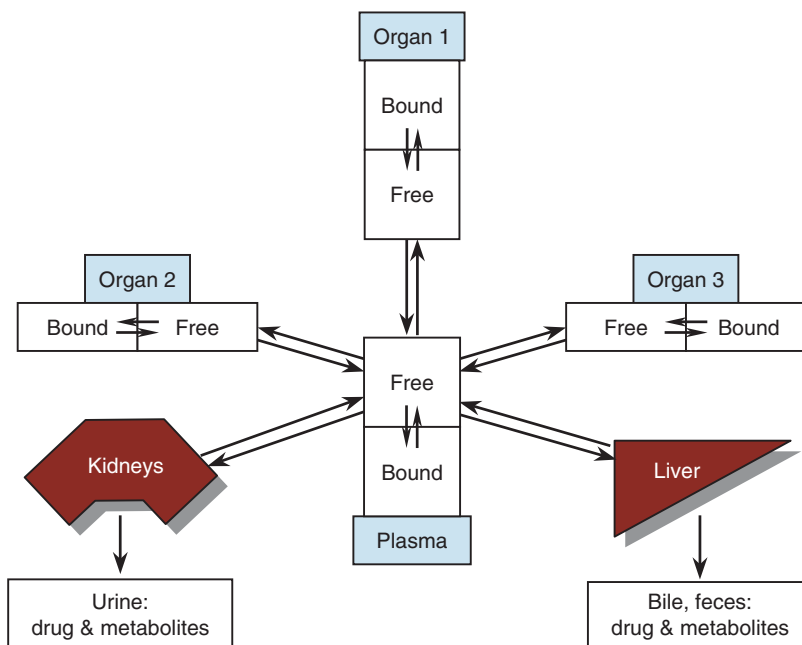 Organ 1
Bound
Free
Organ 2
Bound Free
Organ 3
Free Bound
Free
Bound
Plasma
Kidneys
Liver
Urine:
drug & metabolites
Bile, feces:
drug & metabolites